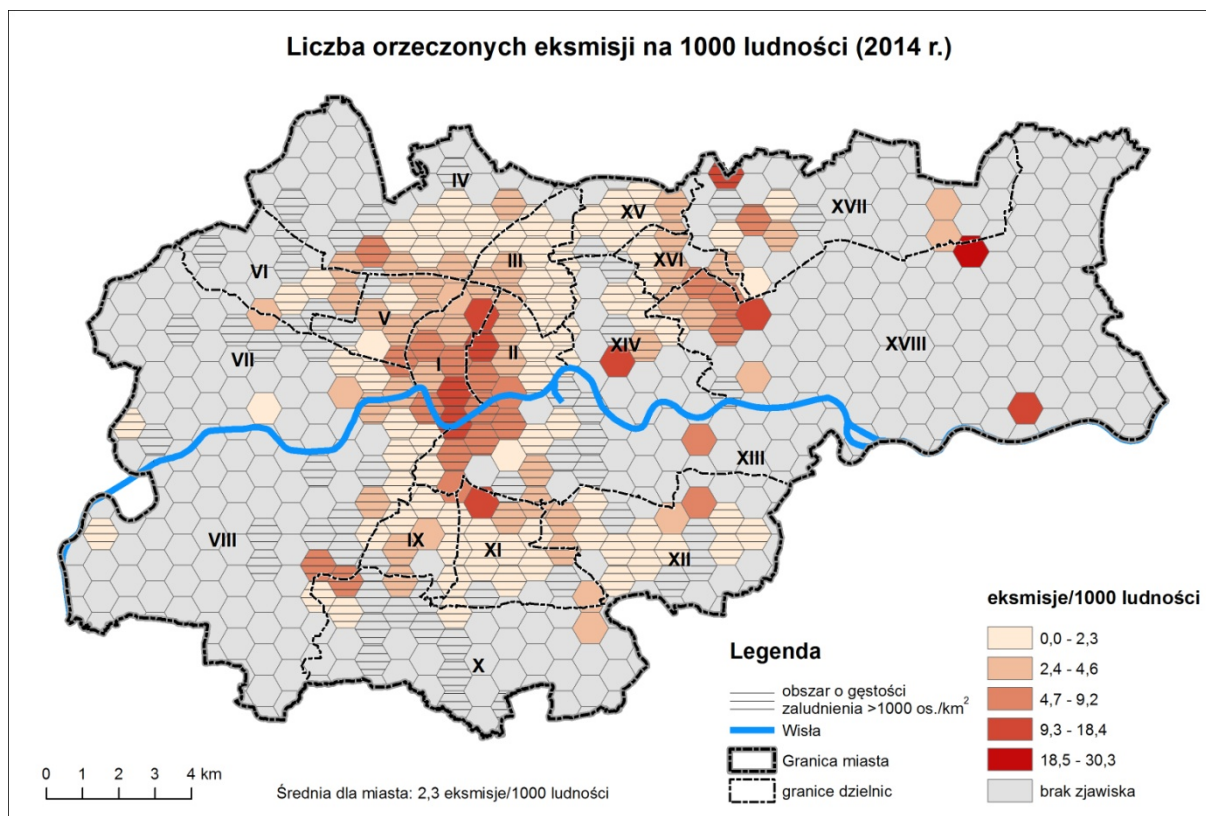 Liczba orzeczonych eksmisji na 1000 ludności (2014 r.)
IV
XV
XVII
VI
III
XVI
V
VII
I
II
XIV
XVIII
XIII
VIII
IX
XI
XII
X
eksmisje/1000 ludności
0,0 - 2,3
2,4 - 4,6
4,7 - 9,2
9,3 - 18,4
18,5 - 30,3
brak zjawiska
Legenda
obszar o gęstości
zaludnienia >1000 os./km²
Wisła
Granica miasta
granice dzielnic
0 1 2 3 4 km
Średnia dla miasta: 2,3 eksmisje/1000 ludności